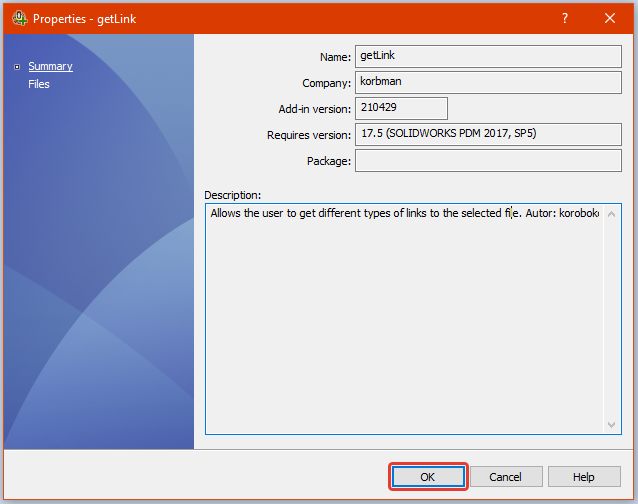 Properties - getLink
Summary
Files
Name: getLink
Company: korbman
Add-in version: 210429
Requires version: 17.5 (SOLIDWORKS PDM 2017, SP5)
Package:
Description:
Allows the user to get different types of links to the selected file. Autor:
OK Cancel Help